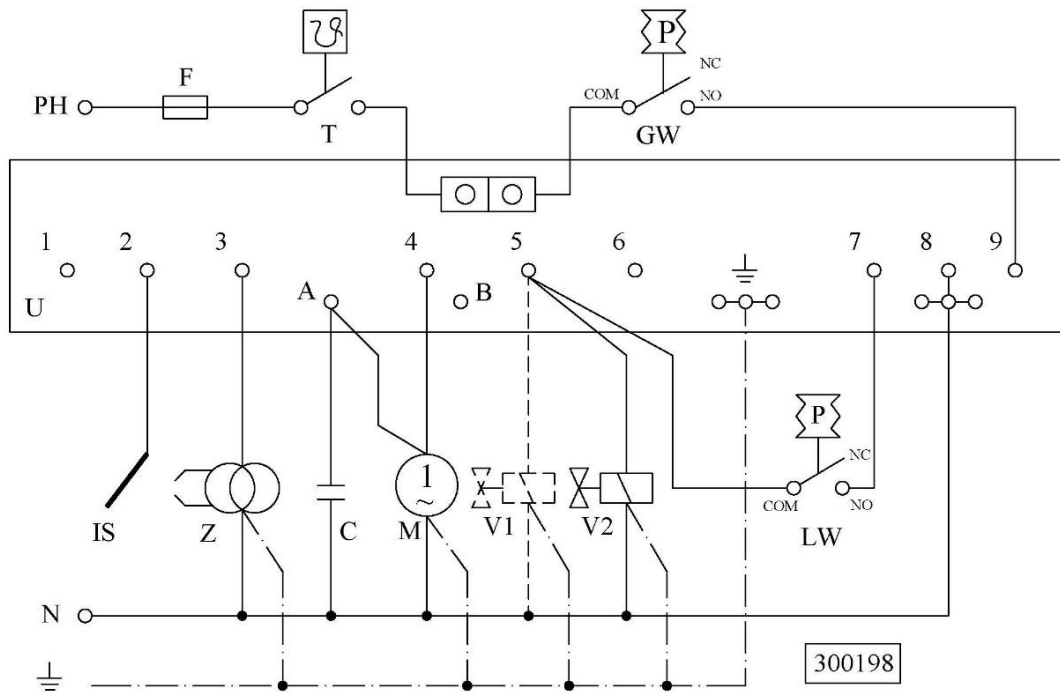 ϑ
P
F
NC
PH
COM
NO
T
GW
1 2 3 4 5 6 7 8 9
A
B
U
P
1
~
NC
COM
NO
IS
Z
C
M
V1
V2
LW
N
300198